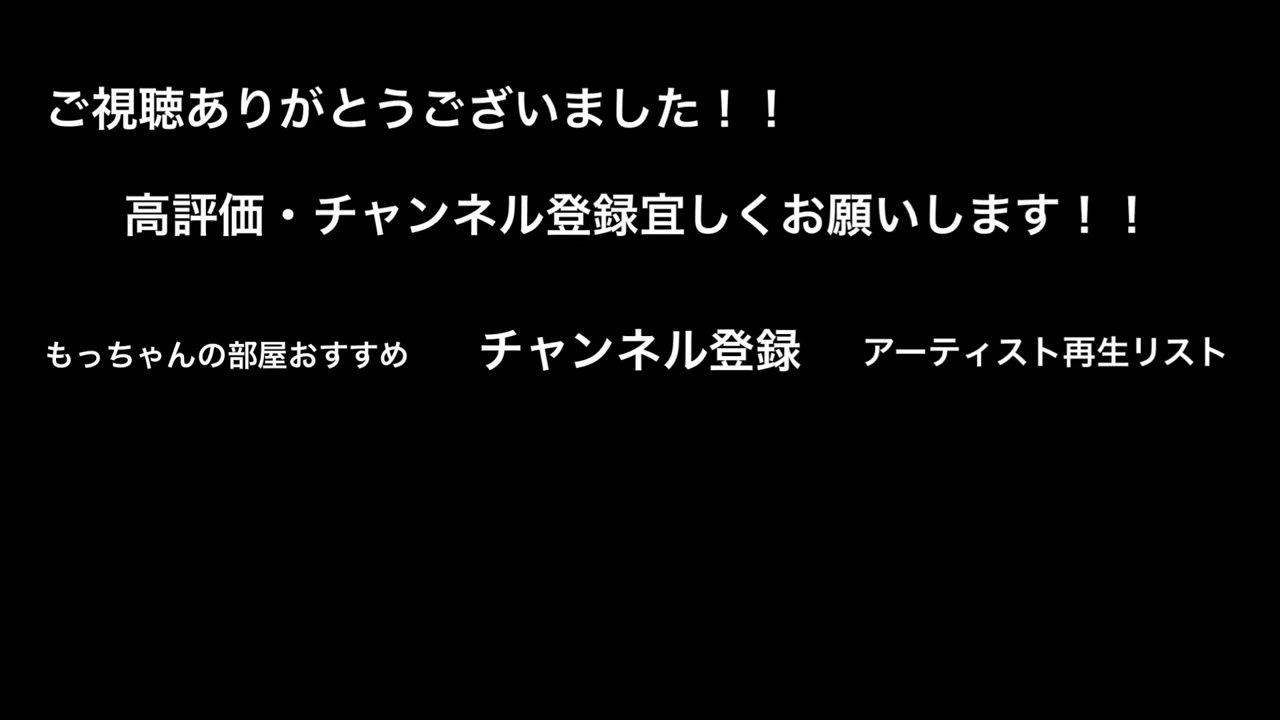 ご視聴ありがとうございました！！
高評価・チャンネル登録宜しくお願いします！！
もっちゃんの部屋おすすめ
チャンネル登録
アーティスト再生リスト